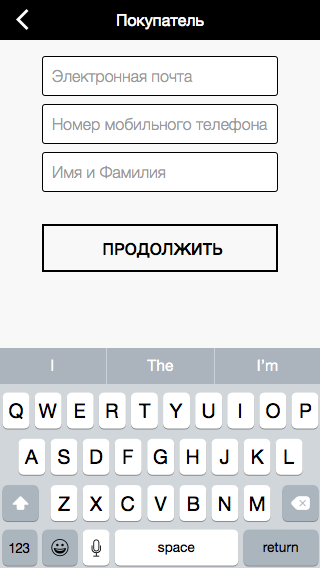 Покупатель
Электронная почта
Номер мобильного телефона
Имя и Фамилия
ПРОДОЛЖИТЬ
I The I'm
Q W E R T Y U I O P
A S D F G H J K L
Z X C V B N M
123 space return